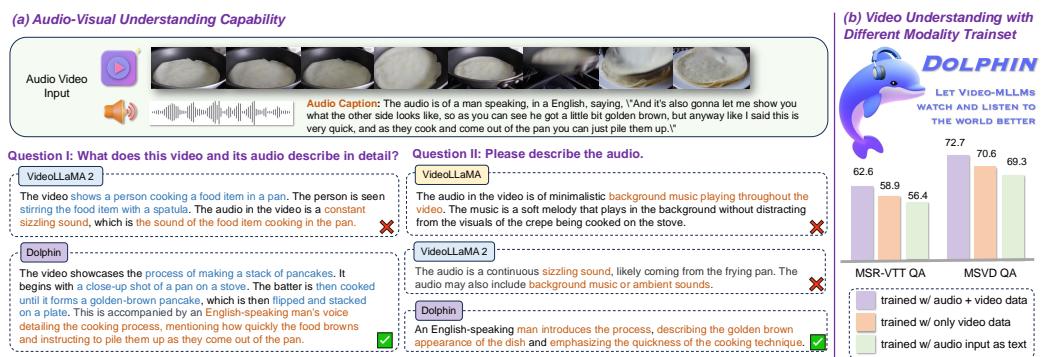 (a) Audio-Visual Understanding Capability
Audio Video
Input
Audio Caption: The audio is of a man speaking, in a English, saying, \"And it's also gonna let me show you
what the other side looks like, so as you can see he got a little bit golden brown, but anyway like I said this is
very quick, and as they cook and come out of the pan you can just pile them up.\"
Question I: What does this video and its audio describe in detail?
VideoLLaMA 2
The video shows a person cooking a food item in a pan. The person is seen
stirring the food item with a spatula. The audio in the video is a constant
sizzling sound, which is the sound of the food item cooking in the pan.
Dolphin
The video showcases the process of making a stack of pancakes. It
begins with a close-up shot of a pan on a stove. The batter is then cooked
until it forms a golden-brown pancake, which is then flipped and stacked
on a plate. This is accompanied by an English-speaking man's voice
detailing the cooking process, mentioning how quickly the food browns
and instructing to pile them up as they come out of the pan.
Question II: Please describe the audio.
VideoLLaMA
The audio in the video is of minimalistic background music playing throughout the
video. The music is a soft melody that plays in the background without distracting
from the visuals of the crepe being cooked on the stove.
VideoLLaMA 2
The audio is a continuous sizzling sound, likely coming from the frying pan. The
audio may also include background music or ambient sounds.
Dolphin
An English-speaking man introduces the process, describing the golden brown
appearance of the dish and emphasizing the quickness of the cooking technique.
(b) Video Understanding with
Different Modality Trainset
DOLPHIN
LET VIDEO-MLLMS
WATCH AND LISTEN TO
THE WORLD BETTER
62.6
58.9
56.4
72.7
70.6
69.3
MSR-VTT QA
MSVD QA
trained w/ audio + video data
trained w/ only video data
trained w/ audio input as text